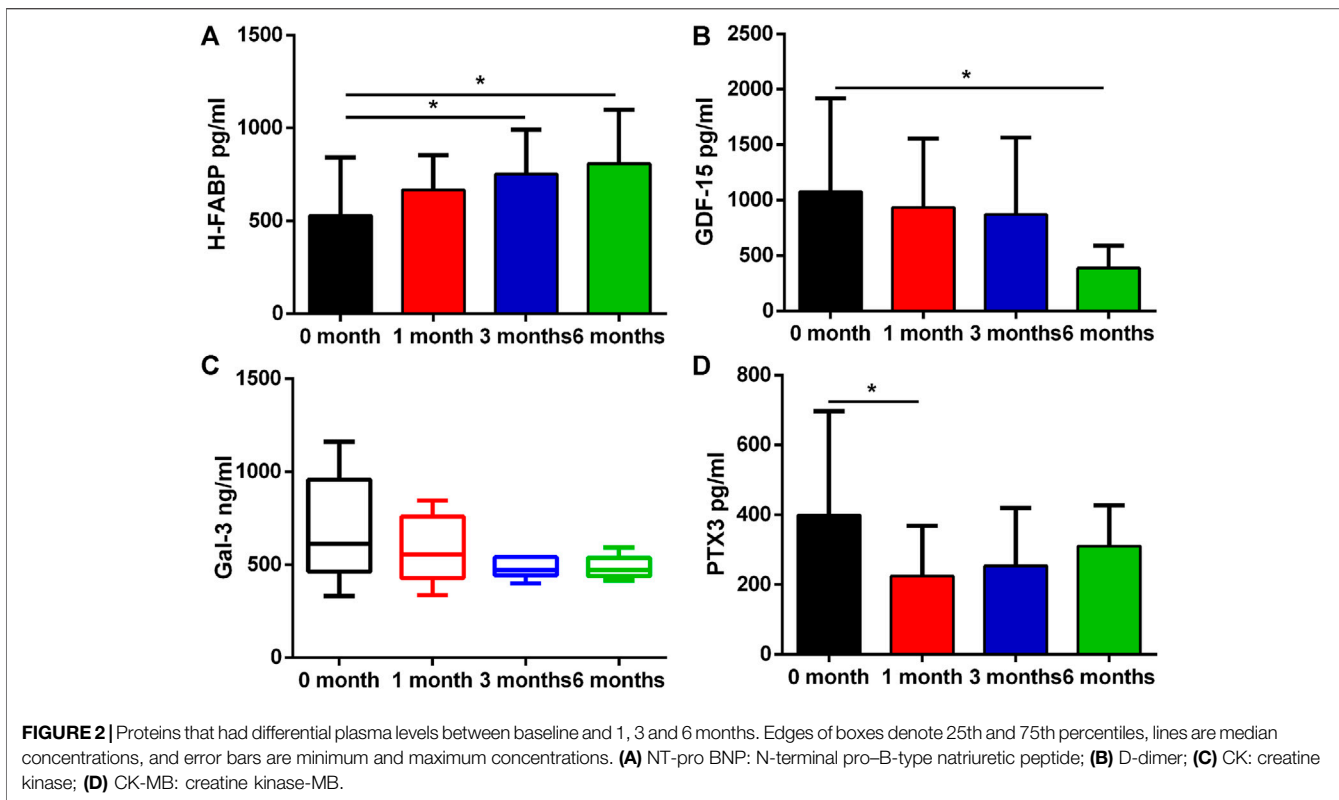 A
H-FABP pg/ml
1500
1000
500
0
*
*
0 month 1 month 3 months 6 months
B
GDF-15 pg/ml
2500
2000
1500
1000
500
0
*
0 month 1 month 3 months 6 months
C
Gal-3 ng/ml
1500
1000
500
0
0 month 1 month 3 months 6 months
D
PTX3 pg/ml
800
600
400
200
0
*
0 month 1 month 3 months 6 months
FIGURE 2 | Proteins that had differential plasma levels between baseline and 1, 3 and 6 months. Edges of boxes denote 25th and 75th percentiles, lines are median
concentrations, and error bars are minimum and maximum concentrations. (A) NT-pro BNP: N-terminal pro–B-type natriuretic peptide; (B) D-dimer; (C) CK: creatine
kinase; (D) CK-MB: creatine kinase-MB.